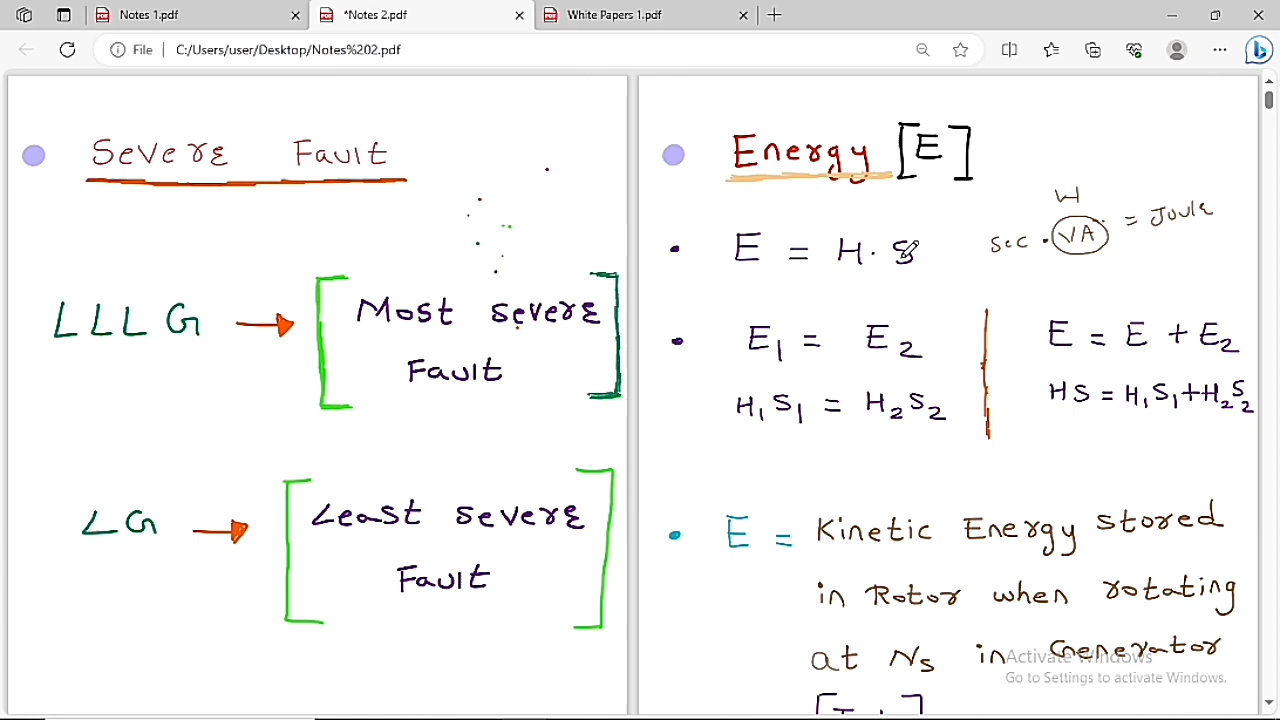 Notes 1.pdf
*Notes 2.pdf
White Papers 1.pdf
File
C:/Users/user/Desktop/Notes%202.pdf
Severe Fault
LLLG → [Most severe
Fault]
LG → [Least severe
Fault]
Energy [E]
E = H.S
W
sec . VA = Joule
E1 = E2
H1S1 = H2S2
E = E + E2
HS = H1S1+H2S2
E = Kinetic Energy stored
in Rotor when rotating
at Ns in Generator
Activate Windows
Go to Settings to activate Windows.